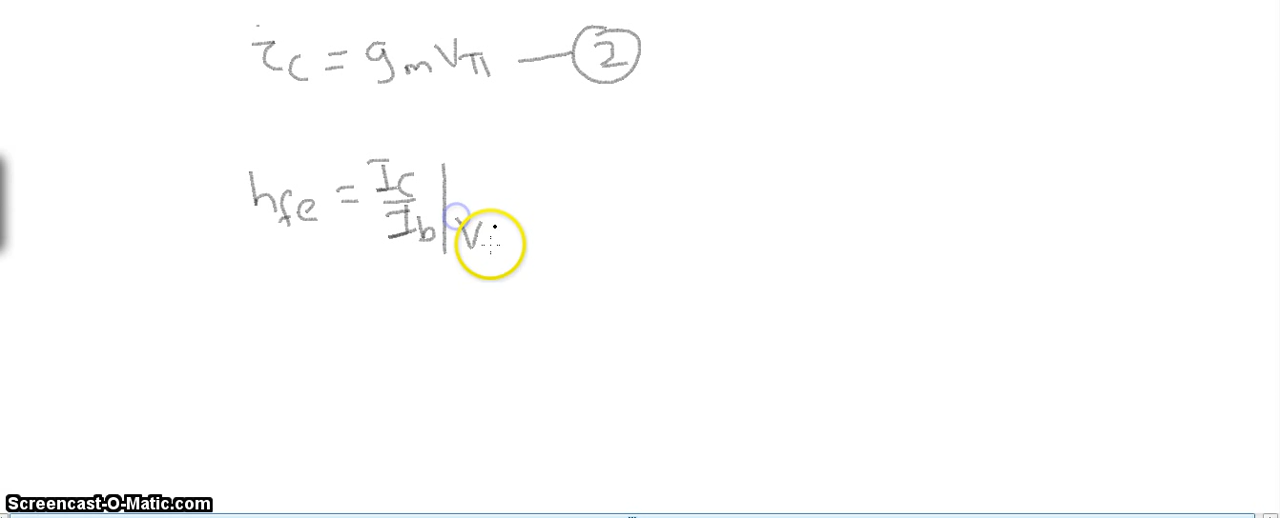 ic = gmVπ — 2
hfe = Ic/Ib | V
Screencast-O-Matic.com